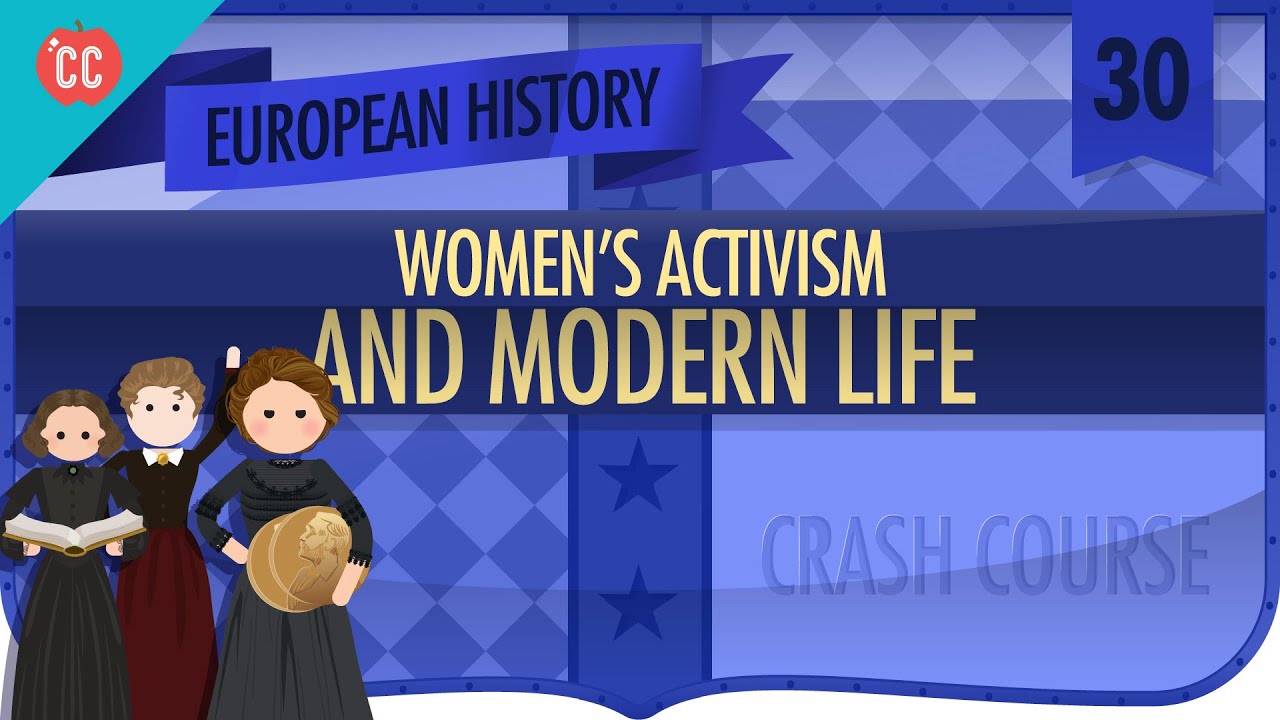 CC
EUROPEAN HISTORY
30
WOMEN'S ACTIVISM
AND MODERN LIFE
CRASH COURSE